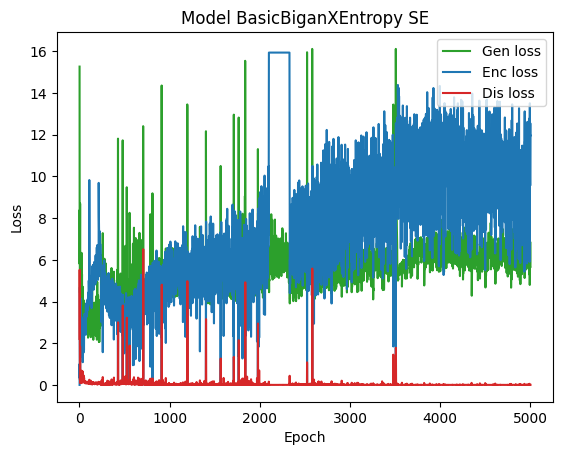 Model BasicBiganXEntropy SE
Gen loss
Enc loss
Dis loss
Loss
16
14
12
10
8
6
4
2
0
0 1000 2000 3000 4000 5000
Epoch